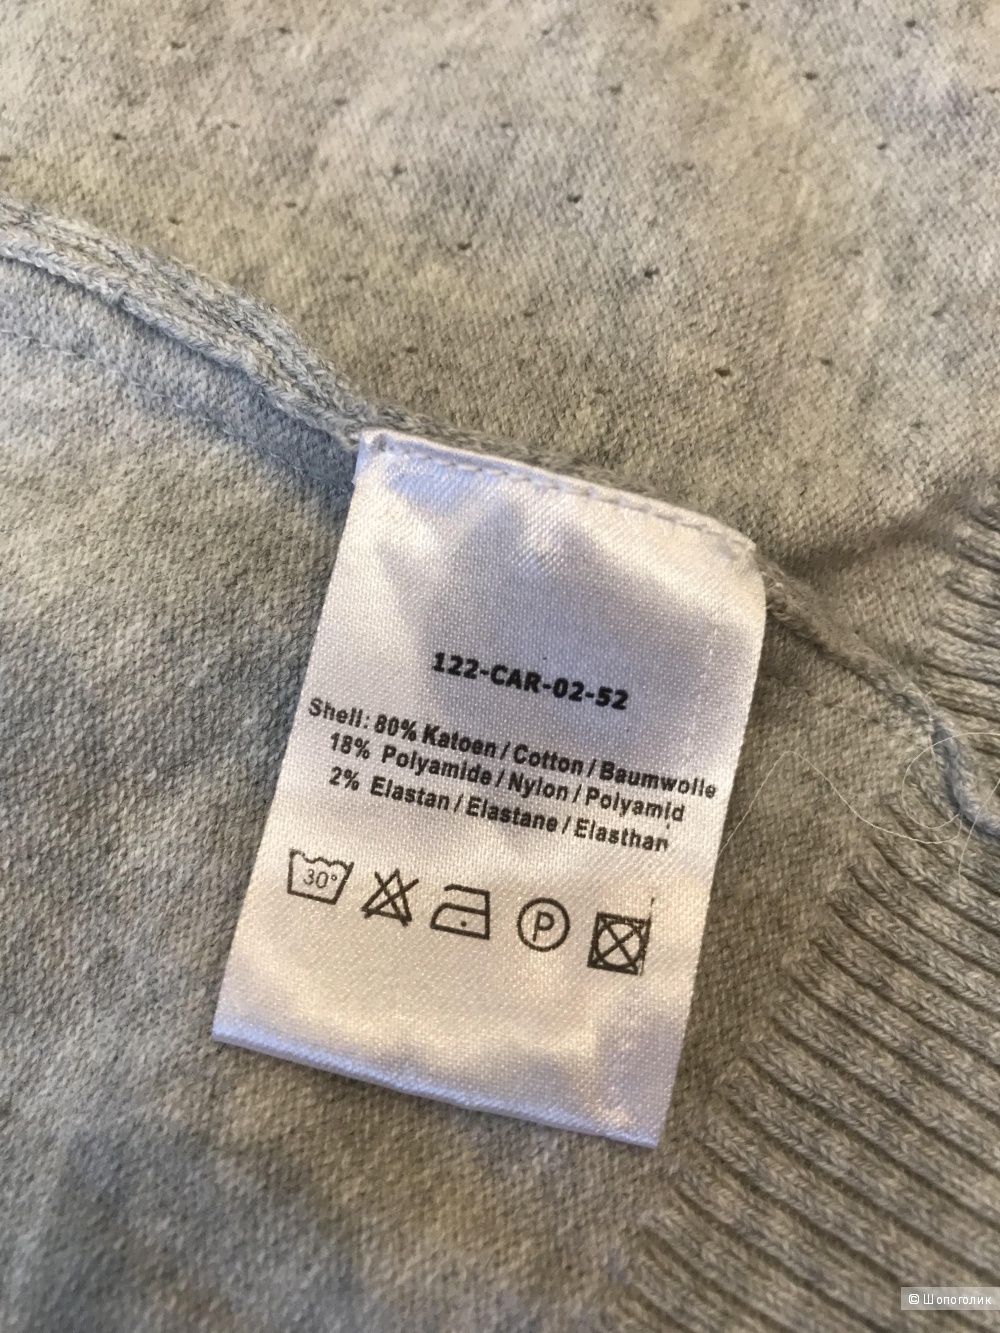 122-CAR-02-52
Shell: 80% Katoen / Cotton / Baumwolle
18% Polyamide / Nylon / Polyamid
2% Elastan / Elastane / Elasthan
30°
P
© Шопоголик